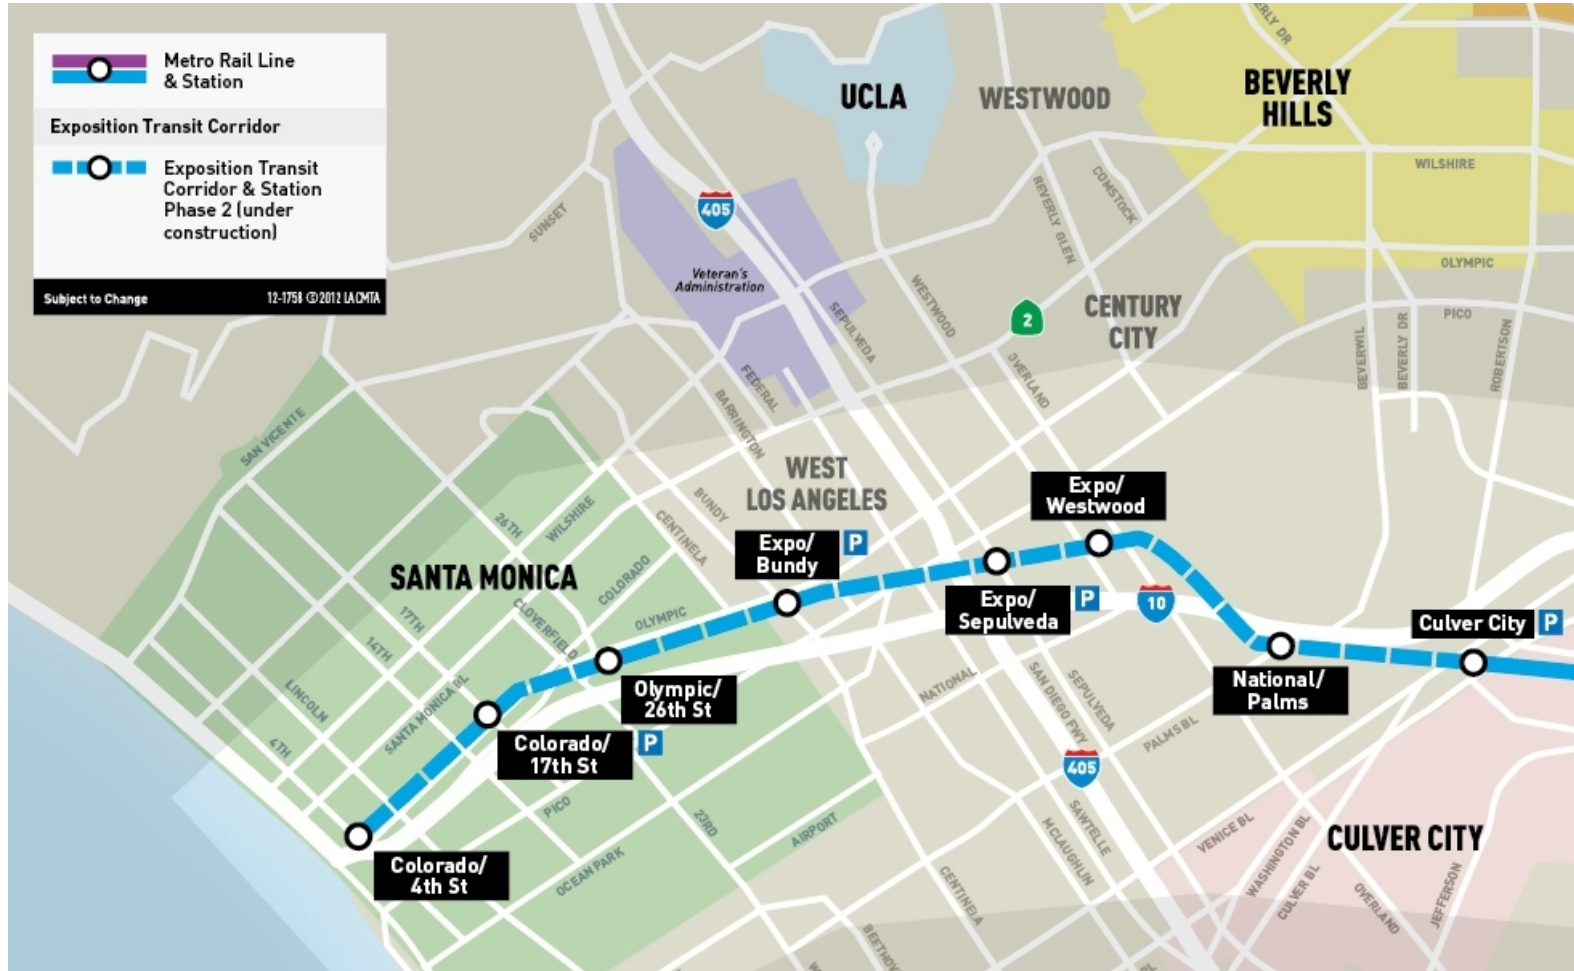 Metro Rail Line
& Station
Exposition Transit Corridor
Exposition Transit
Corridor & Station
Phase 2 (under
construction)
Subject to Change
12-1758 ©2012 LACMTA
UCLA
WESTWOOD
BEVERLY
HILLS
ERLY DR
WILSHIRE
405
SUNSET
Veteran's
Administration
BEVERLY GLEN
COMSTOCK
OLYMPIC
WESTWOOD
SEPULVEDA
2
CENTURY
CITY
PICO
OVERLAND
BEVERWIL
BEVERLY DR
ROBERTSON
FEDERAL
BARRINGTON
SAN VICENTE
WEST
LOS ANGELES
BUNDY
CENTINELA
26TH
WILSHIRE
Expo/
Westwood
Expo/
Bundy
P
SANTA MONICA
COLORADO
CLOVERFIELD
OLYMPIC
17TH
14TH
Expo/
Sepulveda
P
10
Culver City
P
LINCOLN
SANTA MONICA BL
4TH
Olympic/
26th St
NATIONAL
SAN DIEGO FWY
SEPULVEDA
PALMS BL
National/
Palms
Colorado/
17th St
P
405
PICO
23RD
AIRPORT
OCEAN PARK
SAWTELLE
MCLAUGHLIN
VENICE BL
WASHINGTON BL
CULVER BL
CULVER CITY
OVERLAND
JEFFERSON
Colorado/
4th St
CENTINELA
BEETHOV
BL